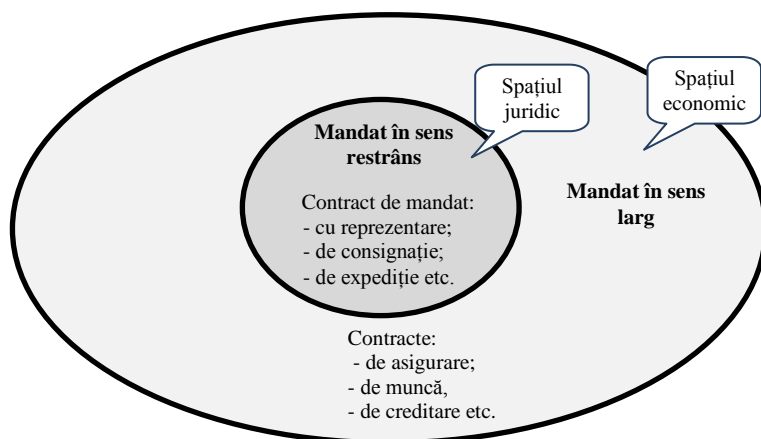 Spațiul
juridic
Spațiul
economic
Mandat în sens
restrâns
Contract de mandat:
- cu reprezentare;
- de consignație;
- de expediție etc.
Mandat în sens
larg
Contracte:
- de asigurare;
- de muncă,
- de creditare etc.